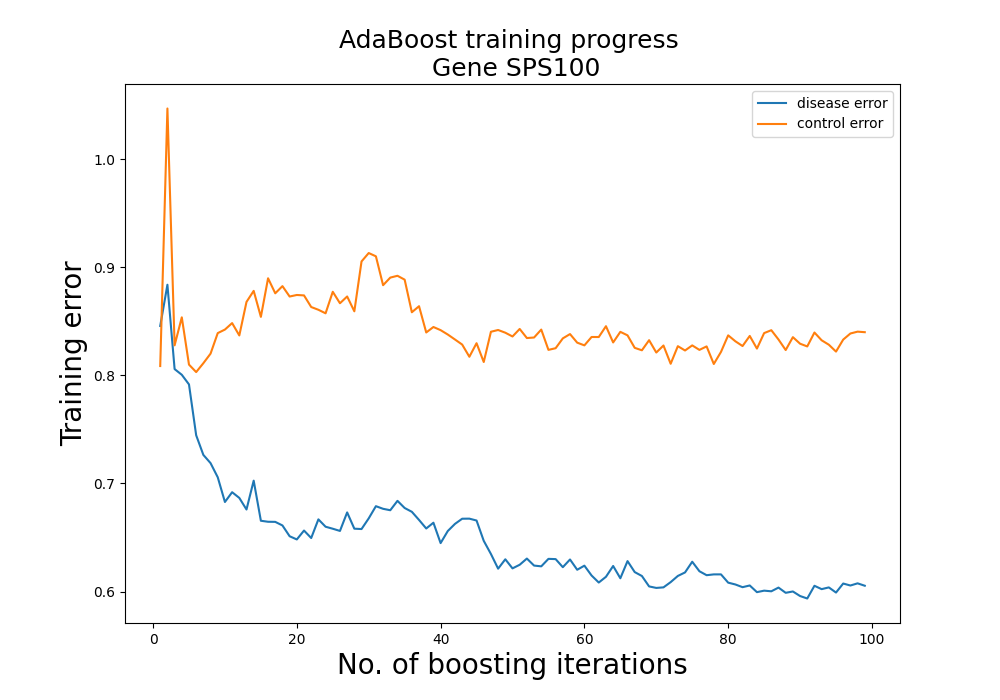 AdaBoost training progress
Gene SPS100
disease error
control error
Training error
1.0
0.9
0.8
0.7
0.6
0
20
40
60
80
100
No. of boosting iterations